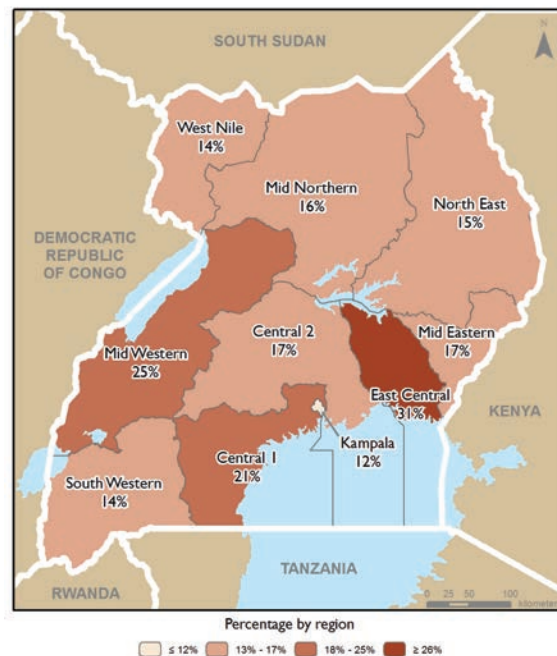 N
SOUTH SUDAN
West Nile
14%
Mid Northern
16%
North East
15%
DEMOCRATIC
REPUBLIC
OF CONGO
Mid Western
25%
Central 2
17%
Mid Eastern
17%
East Central
31%
KENYA
Kampala
12%
Central 1
21%
South Western
14%
TANZANIA
RWANDA
0 25 50 100
Kilometers
Percentage by region
≤ 12% 13% - 17% 18% - 25% ≥ 26%